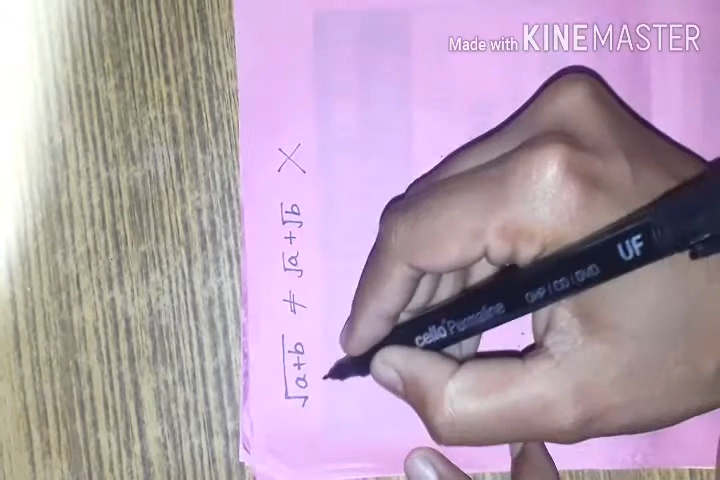 Made with KINEMASTER
√a+b ≠ √a + √b ×
cello Permaline OHP / CD / DVD UF